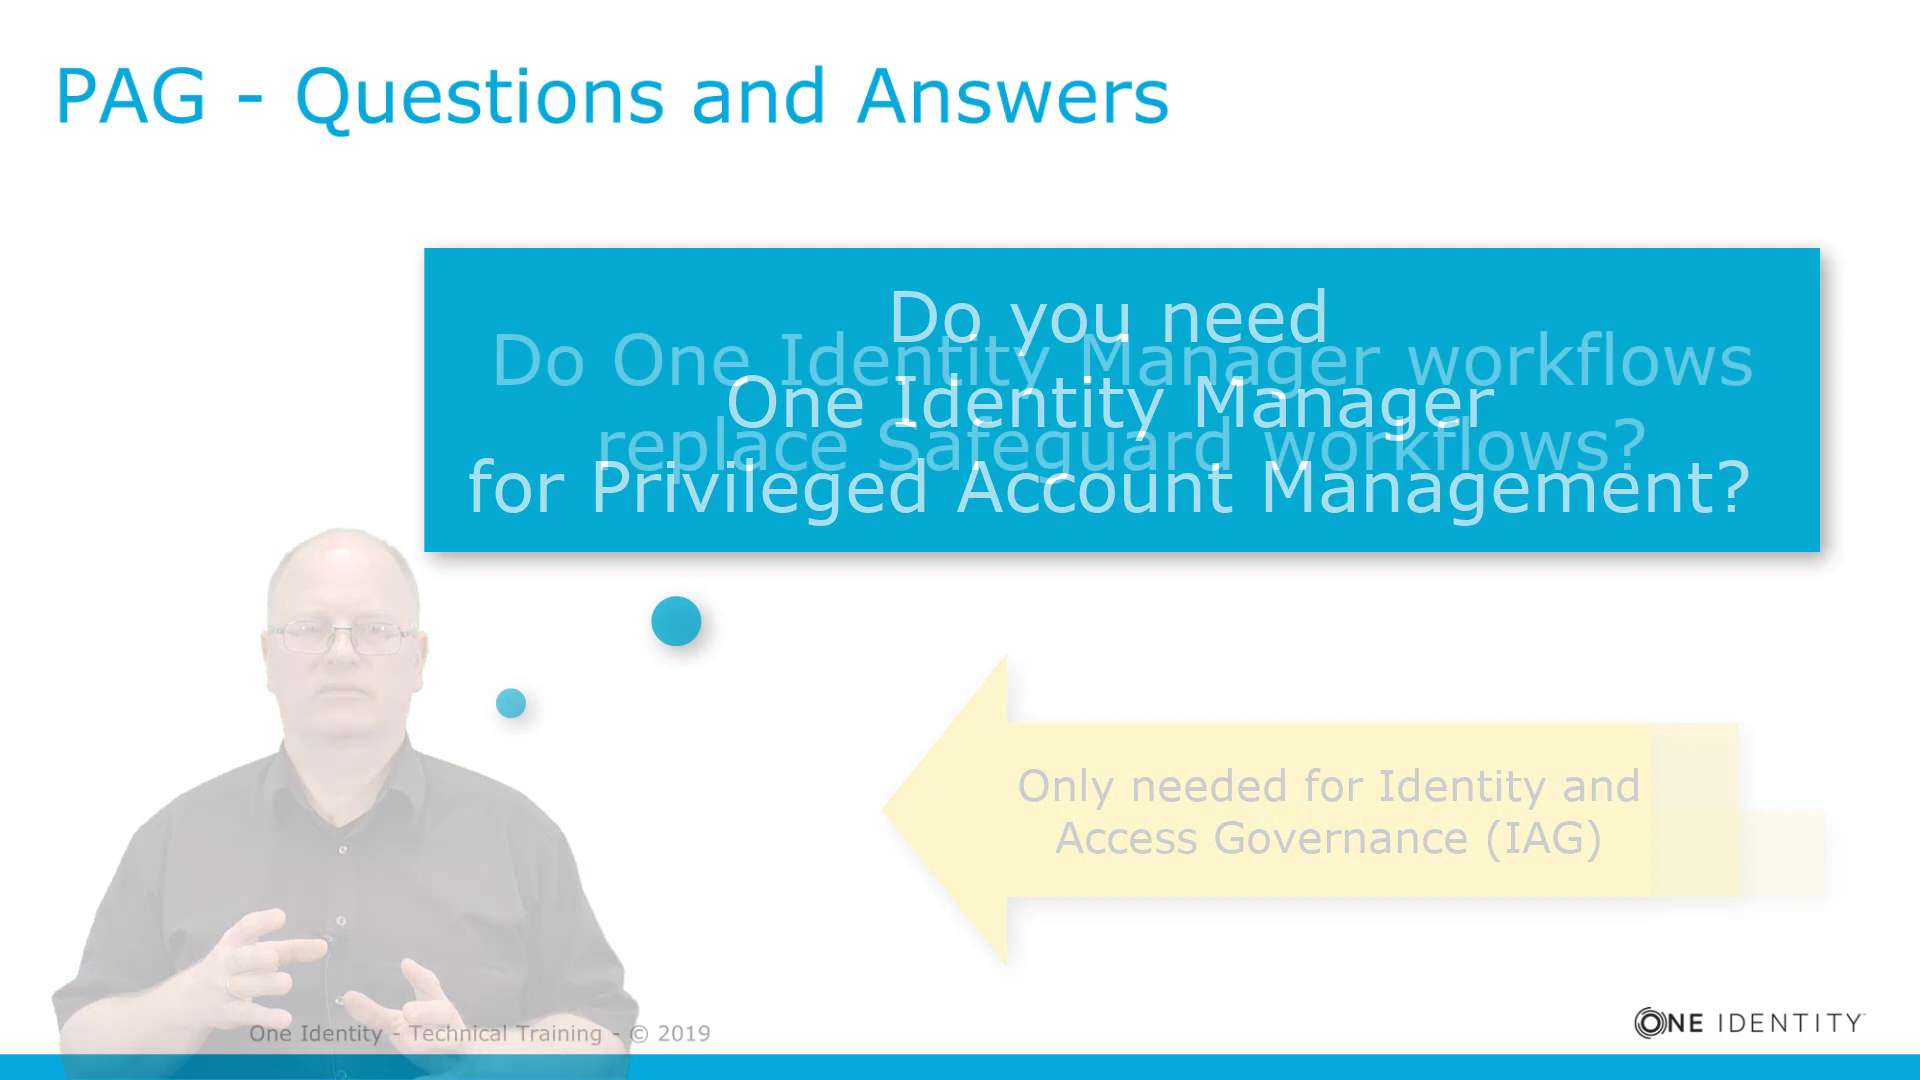 PAG - Questions and Answers
Do you need
One Identity Manager
for Privileged Account Management?
Do One Identity Manager workflows
replace Safeguard workflows?
Only needed for Identity and
Access Governance (IAG)
One Identity - Technical Training - © 2019
ONE IDENTITY